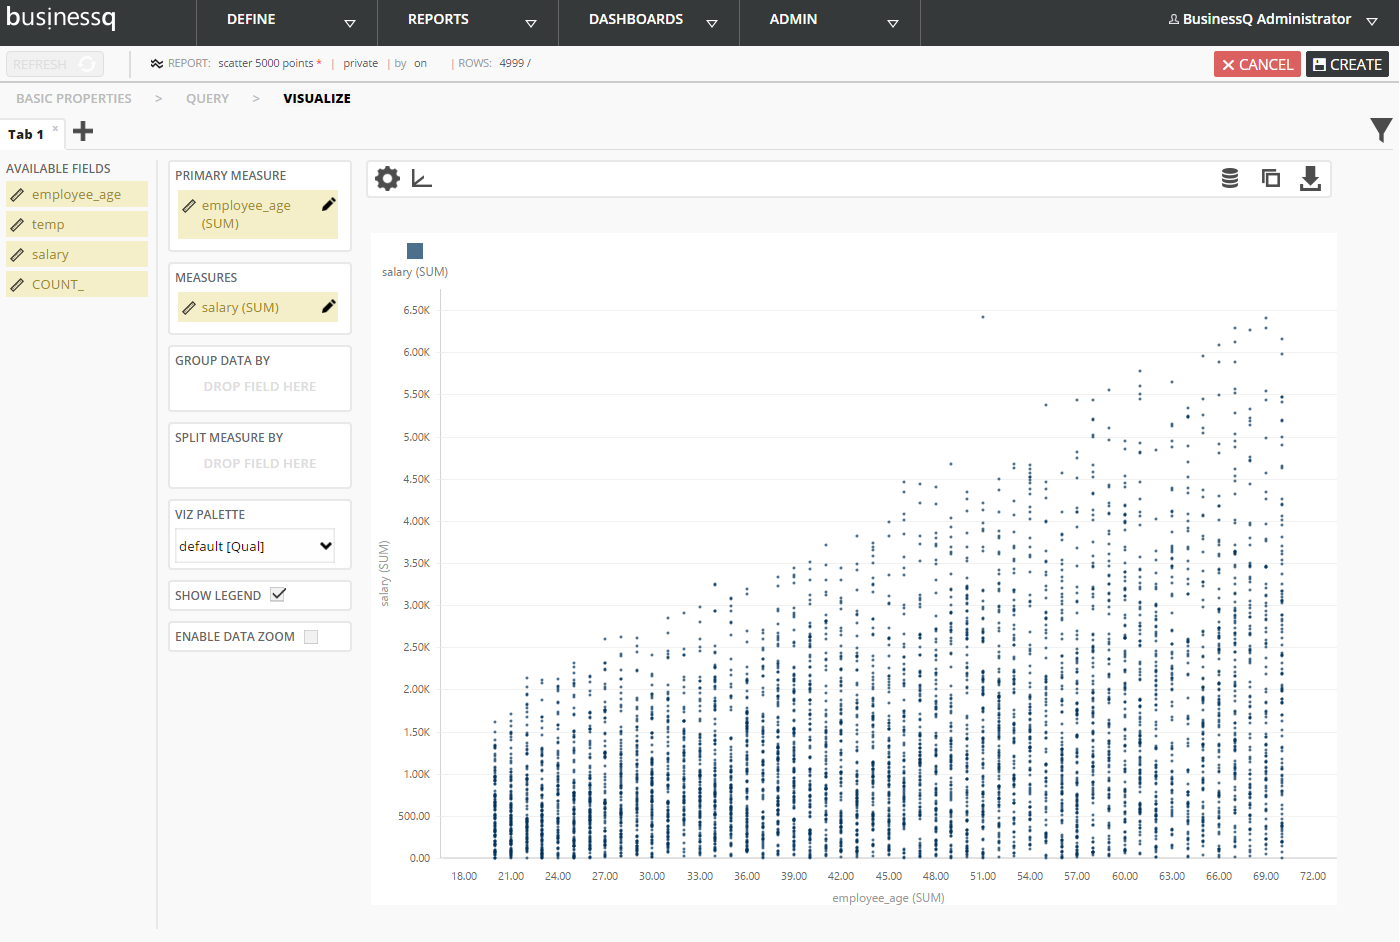 businessq
DEFINE
REPORTS
DASHBOARDS
ADMIN
BusinessQ Administrator
REFRESH
REPORT: scatter 5000 points * | private | by on | ROWS: 4999 /
CANCEL
CREATE
BASIC PROPERTIES > QUERY > VISUALIZE
Tab 1 ×
AVAILABLE FIELDS
employee_age
temp
salary
COUNT_
PRIMARY MEASURE
employee_age
(SUM)
MEASURES
salary (SUM)
GROUP DATA BY
DROP FIELD HERE
SPLIT MEASURE BY
DROP FIELD HERE
VIZ PALETTE
default [Qual]
SHOW LEGEND
ENABLE DATA ZOOM
salary (SUM)
6.50K
6.00K
5.50K
5.00K
4.50K
4.00K
3.50K
3.00K
2.50K
2.00K
1.50K
1.00K
500.00
0.00
salary (SUM)
18.00 21.00 24.00 27.00 30.00 33.00 36.00 39.00 42.00 45.00 48.00 51.00 54.00 57.00 60.00 63.00 66.00 69.00 72.00
employee_age (SUM)